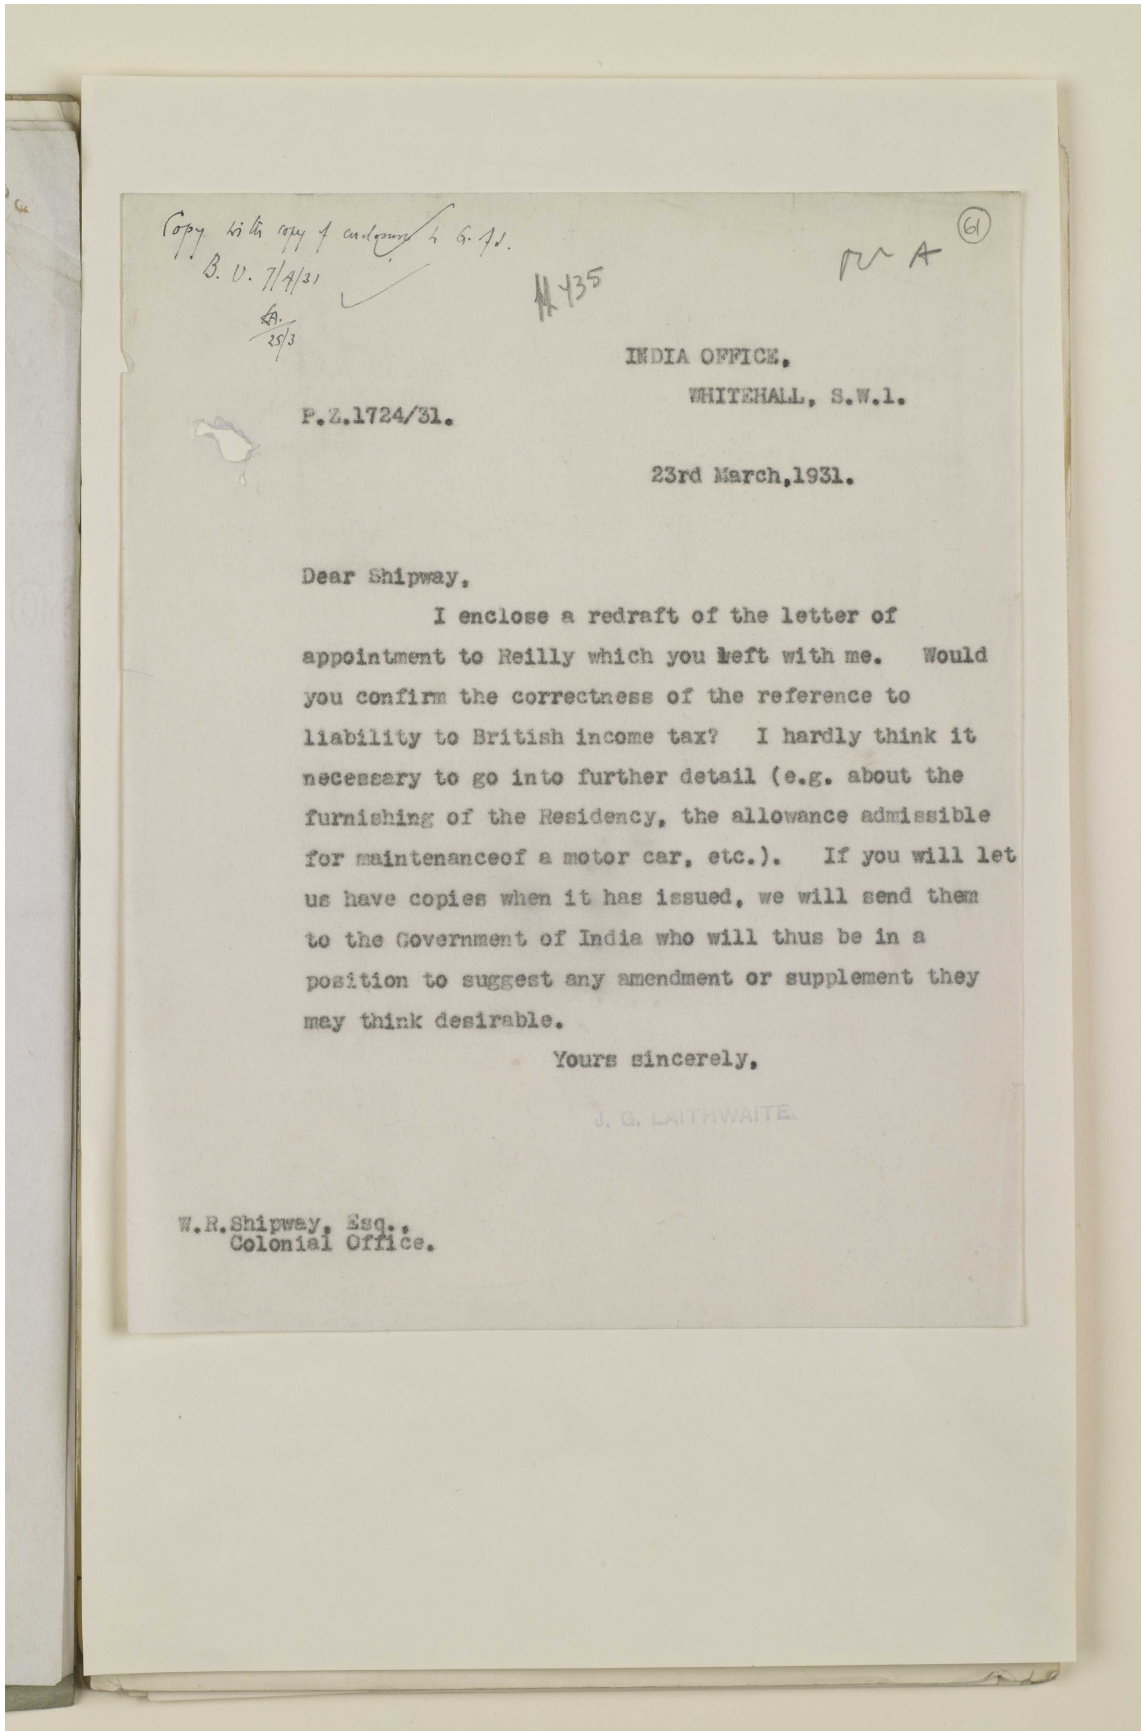 61
Copy with copy of enclosure to
B. U. 7/4/31
25/3
435
A
INDIA OFFICE,
WHITEHALL, S.W.1.
P.Z.1724/31.
23rd March,1931.
Dear Shipway,
I enclose a redraft of the letter of
appointment to Reilly which you left with me. Would
you confirm the correctness of the reference to
liability to British income tax? I hardly think it
necessary to go into further detail (e.g. about the
furnishing of the Residency, the allowance admissible
for maintenanceof a motor car, etc.). If you will let
us have copies when it has issued, we will send them
to the Government of India who will thus be in a
position to suggest any amendment or supplement they
may think desirable.
Yours sincerely,
J. G. LAITHWAITE.
W.R.Shipway, Esq.,
Colonial Office.